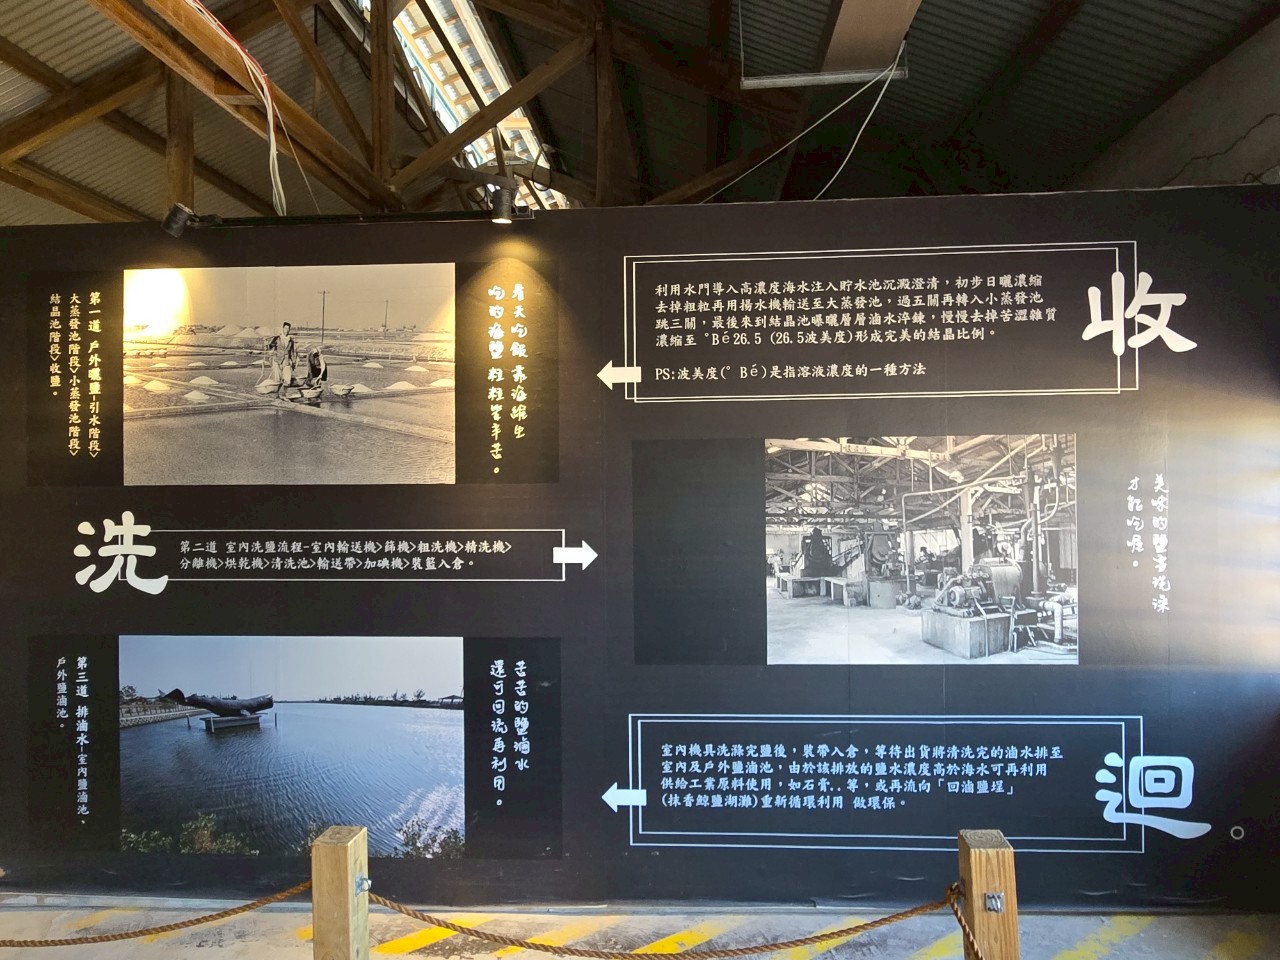 收
利用水門導入高濃度海水注入貯水池沉澱澄清，初步日曬濃縮
去掉粗粒再用揚水機輸送至大蒸發池，過五關再轉入小蒸發池
跳三關，最後來到結晶池曝曬層層滷水淬鍊，慢慢去掉苦澀雜質
濃縮至 °Bé26.5 (26.5波美度)形成完美的結晶比例。
PS:波美度(° Bé)是指溶液濃度的一種方法
看天吃飯 靠海維生
吃的海鹽 粒粒皆辛苦。
第一道 戶外曬鹽-引水階段>
大蒸發池階段>小蒸發池階段>
結晶池階段>收鹽。
洗
第二道 室內洗鹽流程-室內輸送機>篩機>粗洗機>精洗機>
分離機>烘乾機>清洗池>輸送帶>加碘機>裝籃入倉。
美味的鹽要洗澡
才能吃喔。
迴
室內機具洗滌完鹽後，裝帶入倉，等待出貨將清洗完的滷水排至
室內及戶外鹽滷池，由於該排放的鹽水濃度高於海水可再利用
供給工業原料使用，如石膏..等，或再流向「回滷鹽埕」
(抹香鯨鹽湖灘)重新循環利用 做環保。
苦苦的鹽滷水
還可回流再利用。
第三道 排滷水-室內鹽滷池、
戶外鹽滷池。